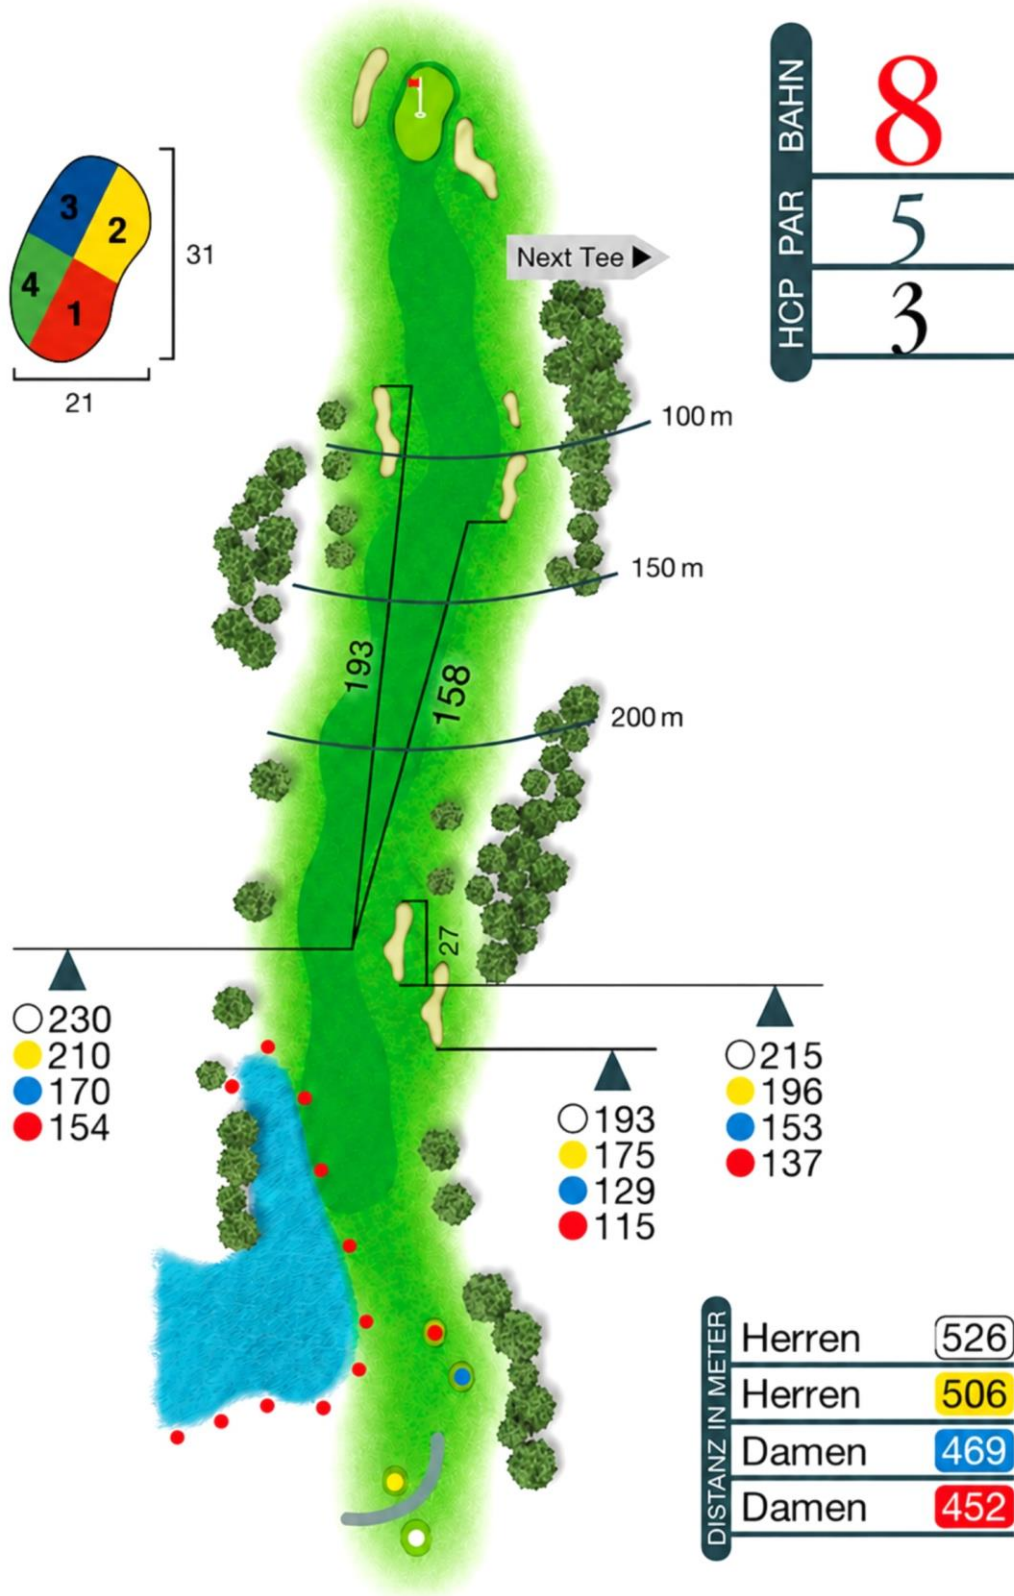 BAHN 8
PAR 5
HCP 3
3
2
4
1
31
21
Next Tee
100 m
150 m
200 m
193
158
27
230
210
170
154
215
196
153
137
193
175
129
115
DISTANZ IN METER
Herren 526
Herren 506
Damen 469
Damen 452